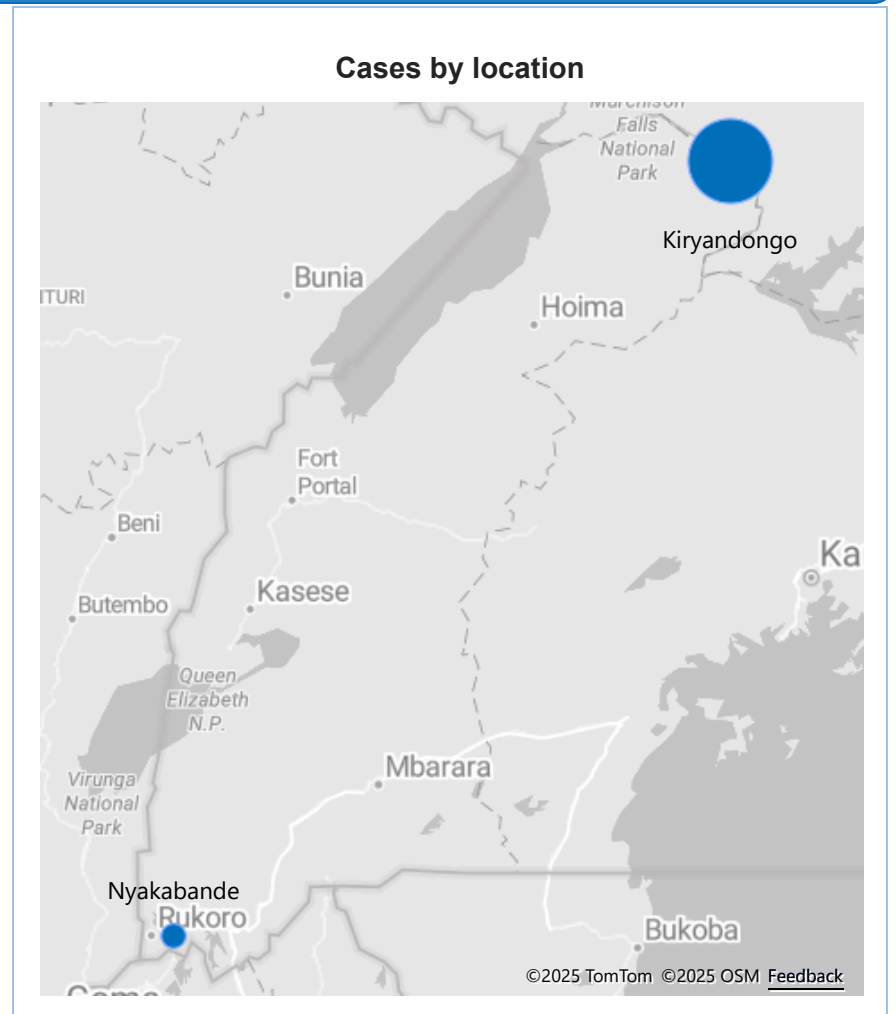 Cases by location
Murchison
Falls
National
Park
Kiryandongo
Bunia
ITURI
Hoima
Fort
Portal
Beni
Kasese
Butembo
Ka
Queen
Elizabeth
N.P.
Mbarara
Virunga
National
Park
Nyakabande
Rukoro
Bukoba
©2025 TomTom ©2025 OSM Feedback